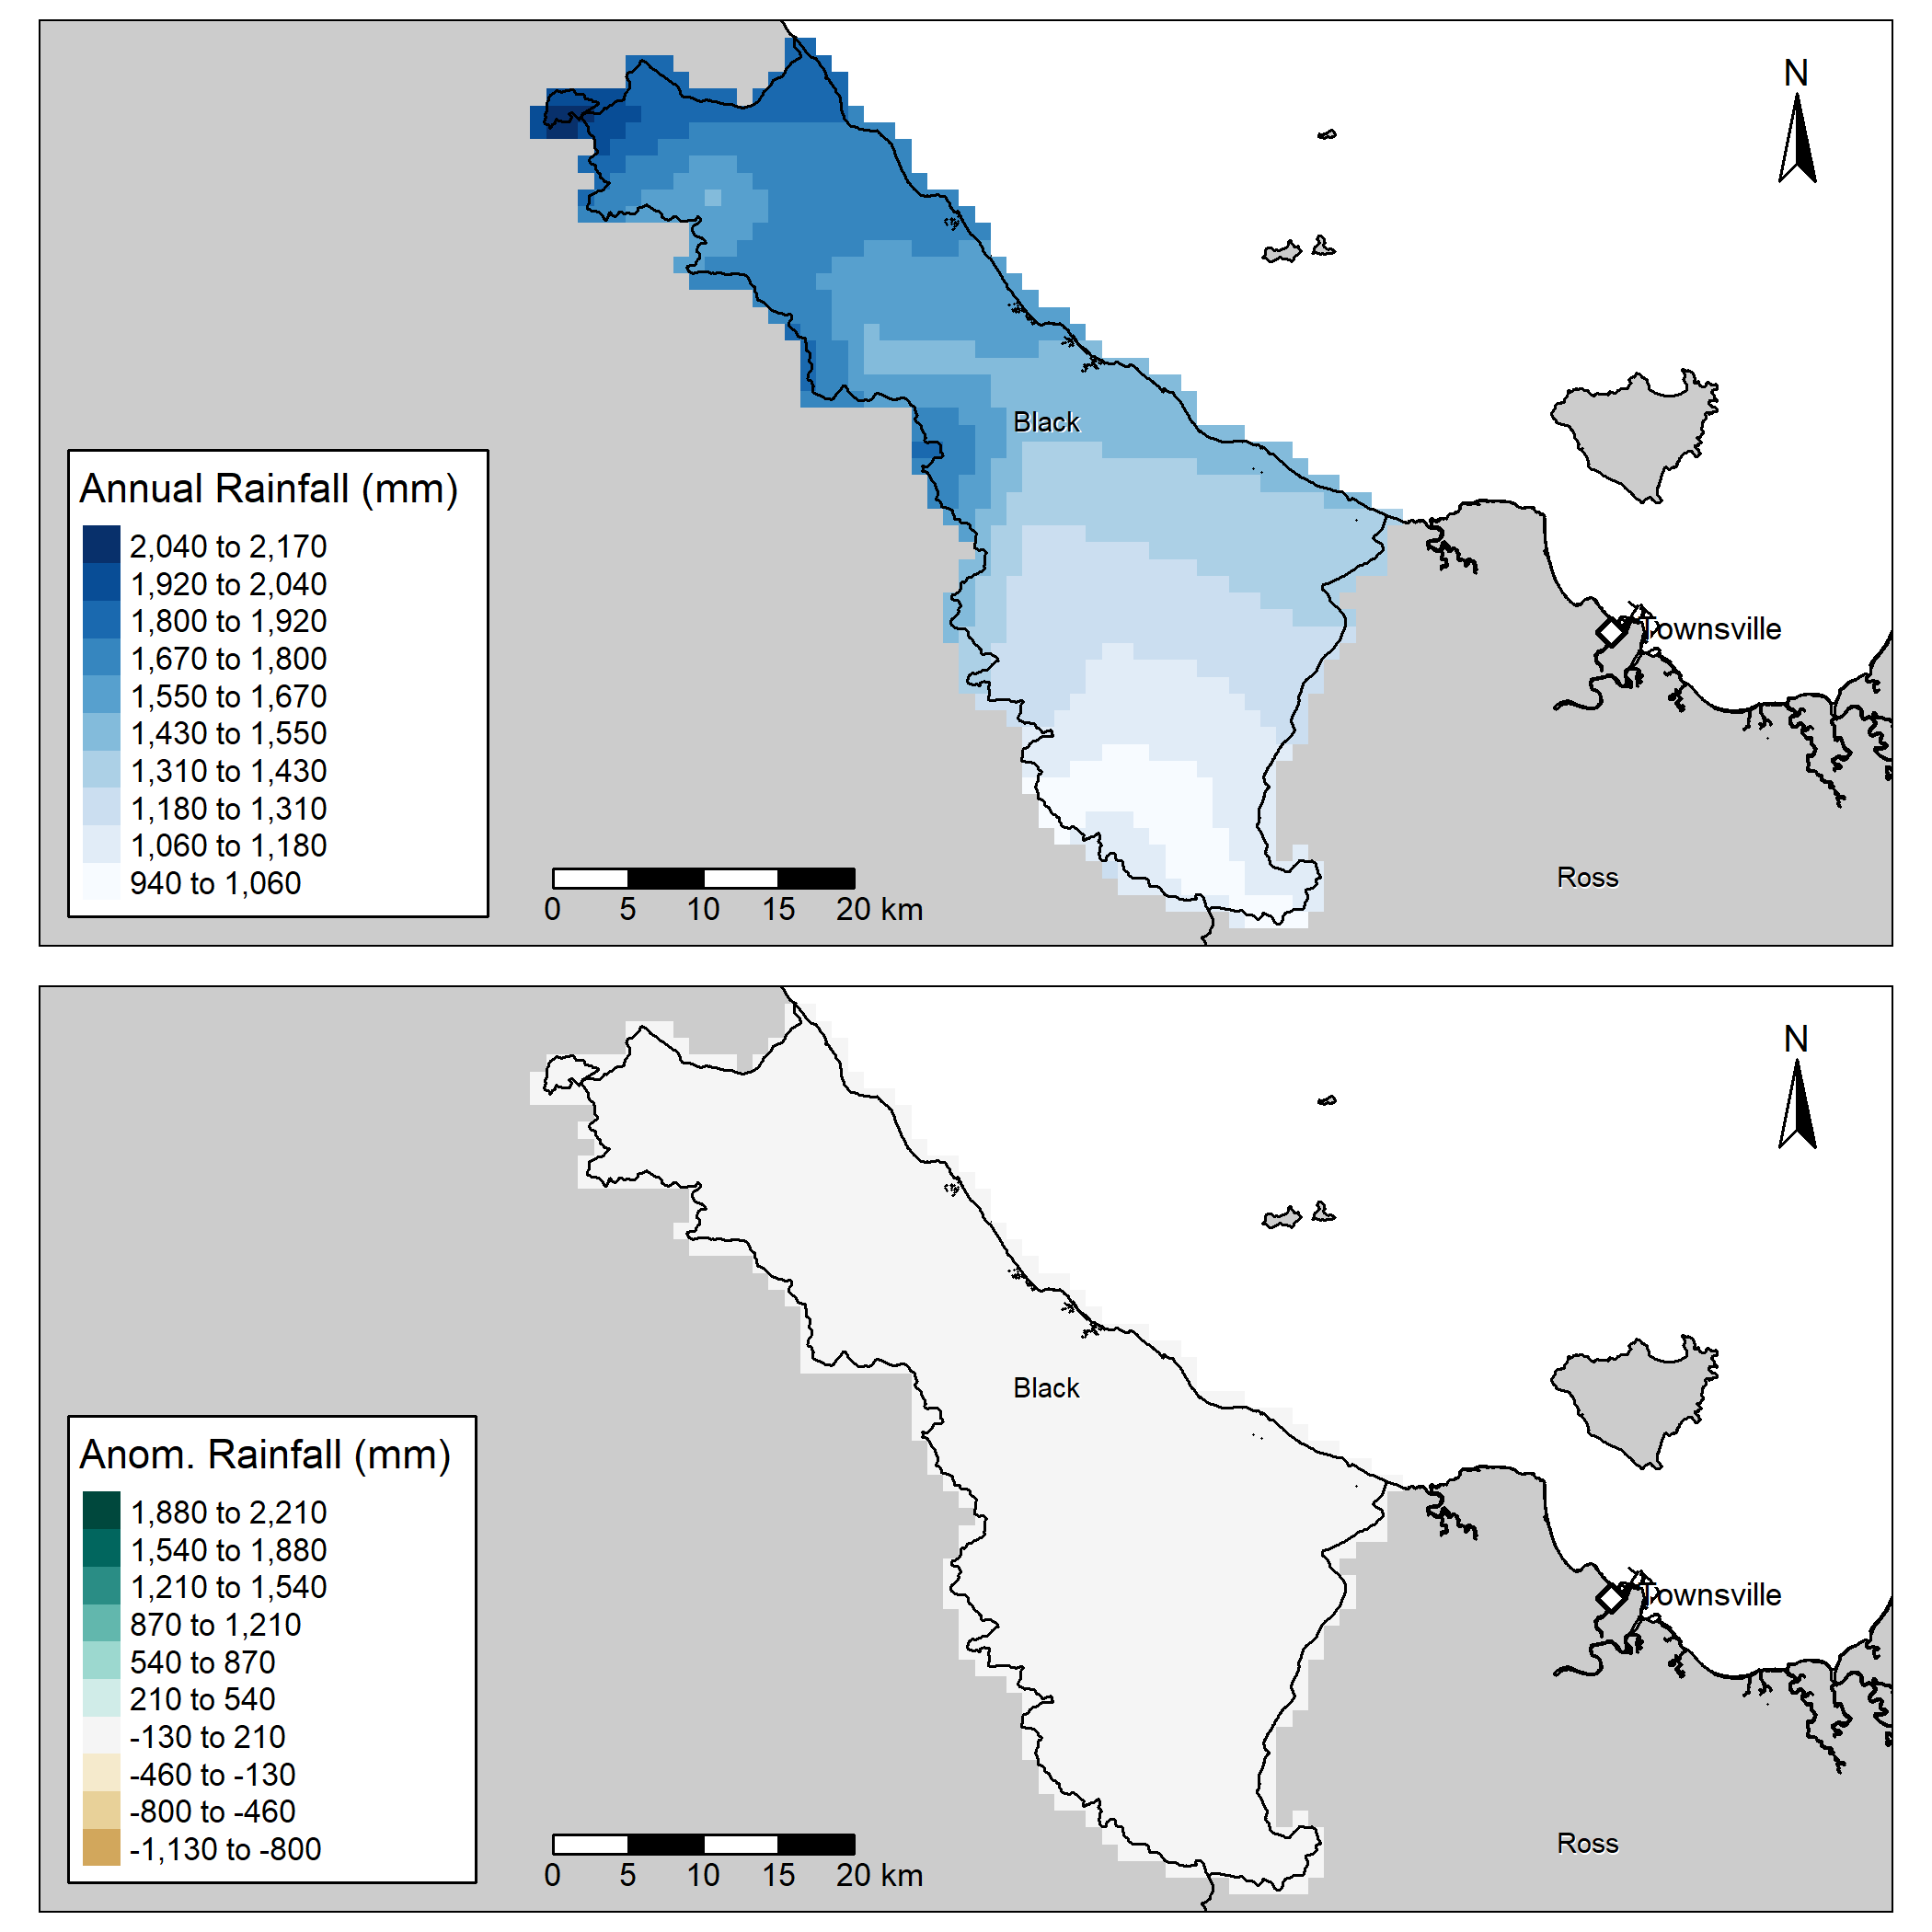 N
Black
Annual Rainfall (mm)
2,040 to 2,170
1,920 to 2,040
1,800 to 1,920
1,670 to 1,800
1,550 to 1,670
1,430 to 1,550
1,310 to 1,430
1,180 to 1,310
1,060 to 1,180
940 to 1,060
Townsville
Ross
0 5 10 15 20 km
N
Black
Anom. Rainfall (mm)
1,880 to 2,210
1,540 to 1,880
1,210 to 1,540
870 to 1,210
540 to 870
210 to 540
-130 to 210
-460 to -130
-800 to -460
-1,130 to -800
Townsville
Ross
0 5 10 15 20 km